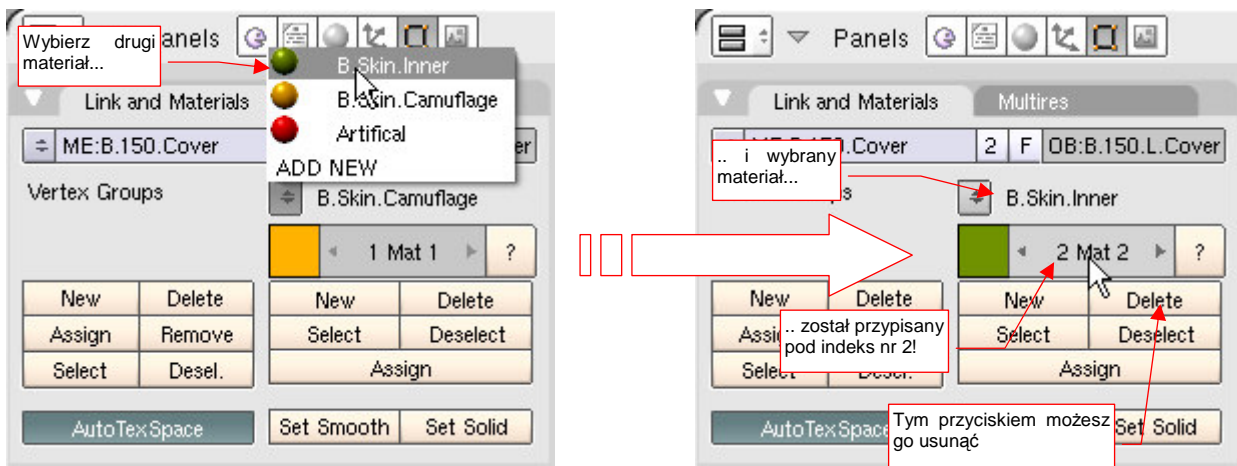 Wybierz drugi
materiał...
anels
B.Skin.Inner
B.Skin.Camuflage
Artifical
ADD NEW
Link and Materials
ME:B.150.Cover
er
Vertex Groups
B.Skin.Camuflage
1 Mat 1
?
New
Delete
New
Delete
Assign
Remove
Select
Deselect
Select
Desel.
Assign
AutoTexSpace
Set Smooth
Set Solid
Panels
Link and Materials
Multires
.Cover
2
F
OB:B.150.L.Cover
.. i wybrany
materiał...
B.Skin.Inner
2 Mat 2
?
New
Delete
New
Delete
.. został przypisany
pod indeks nr 2!
Select
Deselect
Select
Assign
AutoTexSpace
Tym przyciskiem możesz
go usunąć
Set Solid